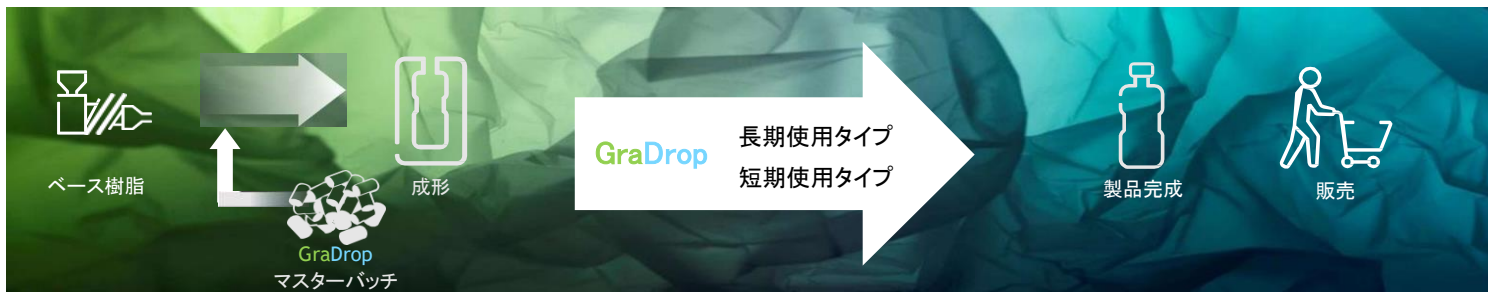 ベース樹脂
GraDrop
マスターバッチ
成形
GraDrop
長期使用タイプ
短期使用タイプ
製品完成
販売